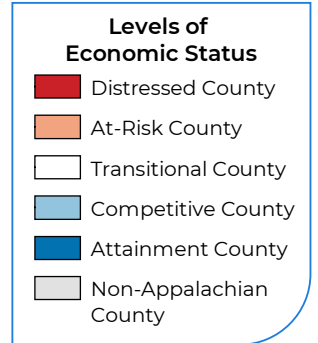 Levels of
Economic Status
Distressed County
At-Risk County
Transitional County
Competitive County
Attainment County
Non-Appalachian
County